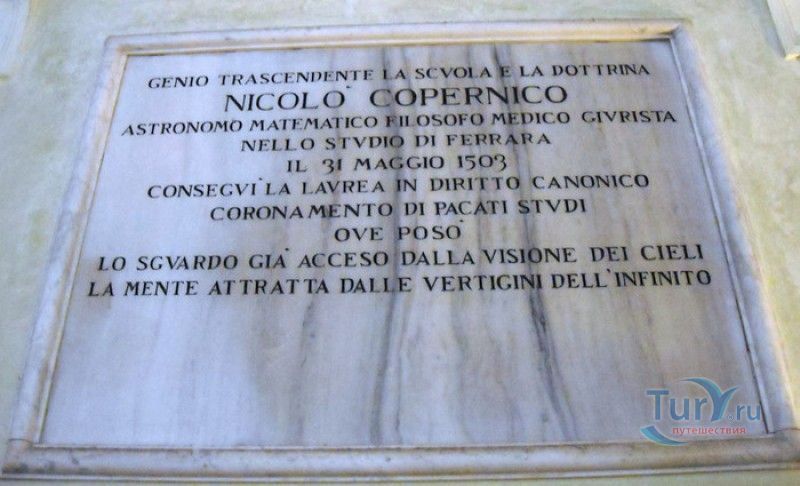 GENIO TRASCENDENTE LA SCVOLA E LA DOTTRINA
NICOLO' COPERNICO
ASTRONOMO MATEMATICO FILOSOFO MEDICO GIVRISTA
NELLO STVDIO DI FERRARA
IL 31 MAGGIO 1503
CONSEGVI' LA LAVREA IN DIRITTO CANONICO
CORONAMENTO DI PACATI STVDI
OVE POSO'
LO SGVARDO GIA' ACCESO DALLA VISIONE DEI CIELI
LA MENTE ATTRATTA DALLE VERTIGINI DELL'INFINITO
TurY.ru
путешествия